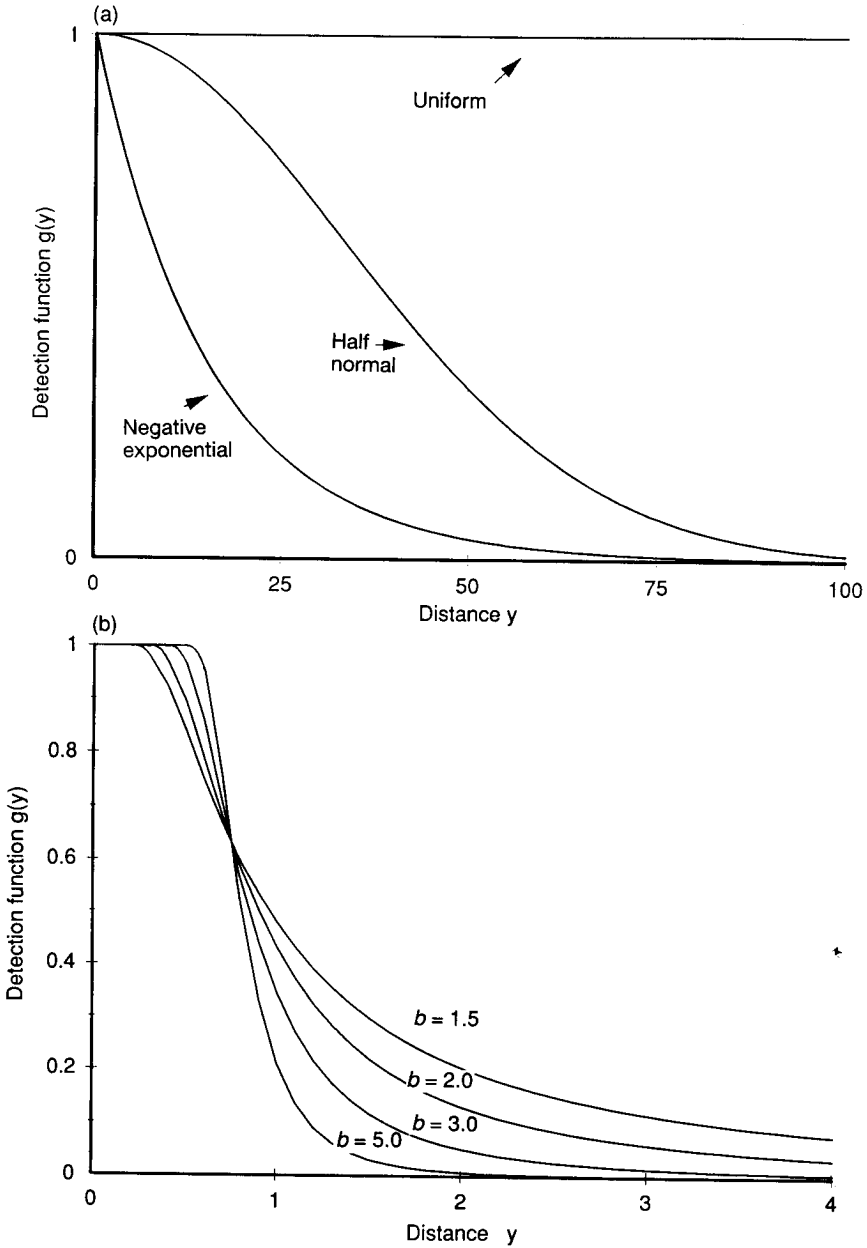 (a)
1
Uniform
Detection function g(y)
Half
normal
Negative
exponential
0
0 25 50 75 100
Distance y
(b)
1
0.8
0.6
0.4
0.2
0
Detection function g(y)
b = 1.5
b = 2.0
b = 3.0
b = 5.0
0 1 2 3 4
Distance y